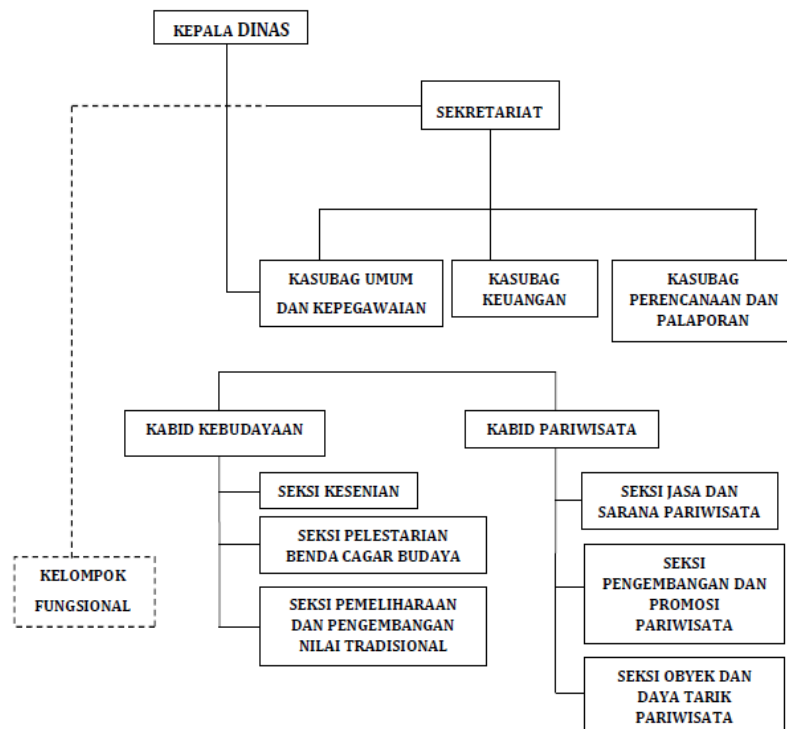 KEPALA DINAS
SEKRETARIAT
KASUBAG UMUM
DAN KEPEGAWAIAN
KASUBAG
KEUANGAN
KASUBAG
PERENCANAAN DAN
PALAPORAN
KABID KEBUDAYAAN
KABID PARIWISATA
SEKSI KESENIAN
SEKSI PELESTARIAN
BENDA CAGAR BUDAYA
SEKSI PEMELIHARAAN
DAN PENGEMBANGAN
NILAI TRADISIONAL
SEKSI JASA DAN
SARANA PARIWISATA
SEKSI
PENGEMBANGAN DAN
PROMOSI
PARIWISATA
SEKSI OBYEK DAN
DAYA TARIK
PARIWISATA
KELOMPOK
FUNGSIONAL